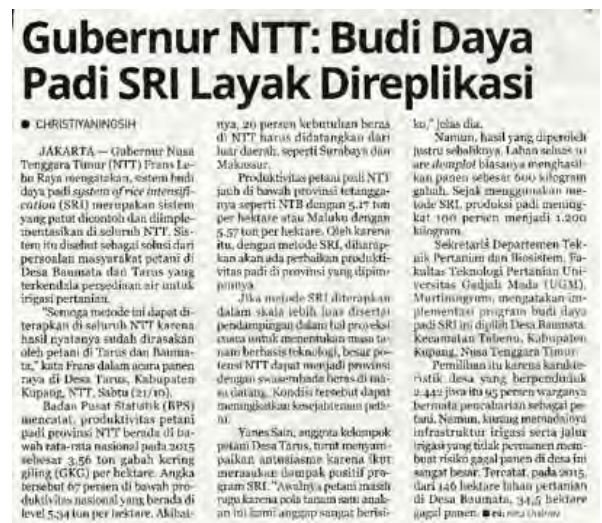 Gubernur NTT: Budi Daya
Padi SRI Layak Direplikasi
● CHRISTIYANINGSIH
JAKARTA — Gubernur Nusa
Tenggara Timur (NTT) Frans Le-
bu Raya mengatakan, sistem budi
daya padi system of rice intensifi-
cation (SRI) merupakan sistem
yang patut dicontoh dan diimple-
mentasikan di seluruh NTT. Sis-
tem itu disebut sebagai solusi dari
persoalan masyarakat petani di
Desa Baumata dan Tarus yang
terkendala persediaan air untuk
irigasi pertanian.
"Semoga metode ini dapat di-
terapkan di seluruh NTT karena
hasil nyatanya sudah dirasakan
oleh petani di Tarus dan Bauma-
ta," kata Frans dalam acara panen
raya di Desa Tarus, Kabupaten
Kupang, NTT, Sabtu (21/10).
Badan Pusat Statistik (BPS)
mencatat, produktivitas petani
padi provinsi NTT berada di ba-
wah rata-rata nasional pada 2015
sebesar 3,56 ton gabah kering
giling (GKG) per hektare. Angka
tersebut 67 persen di bawah pro-
duktivitas nasional yang berada di
level 5,34 ton per hektare. Akibat-
nya, 29 persen kebutuhan beras
di NTT harus didatangkan dari
luar daerah, seperti Surabaya dan
Makassar.
Produktivitas petani padi NTT
jauh di bawah provinsi tetangga-
nya seperti NTB dengan 5,17 ton
per hektare atau Maluku dengan
5,57 ton per hektare. Oleh karena
itu, dengan metode SRI, diharap-
kan akan ada perbaikan produkti-
vitas padi di provinsi yang dipim-
pinnya.
Jika metode SRI diterapkan
dalam skala lebih luas disertai
pendampingan dalam hal proyeksi
cuaca untuk menentukan masa ta-
nam berbasis teknologi, besar po-
tensi NTT dapat menjadi provinsi
dengan swasembada beras di ma-
sa datang. Kondisi tersebut dapat
meningkatkan kesejahteraan peta-
ni.
Yanes Sain, anggota kelompok
petani Desa Tarus, turut menyam-
paikan antusiasme karena ikut
merasakan dampak positif pro-
gram SRI. "Awalnya petani masih
ragu karena pola tanam satu anak-
an ini kami anggap sangat berisi-
ko," jelas dia.
Namun, hasil yang diperoleh
justru sebaliknya. Lahan seluas 10
are demplot biasanya menghasil-
kan panen sebesar 600 kilogram
gabah. Sejak menggunakan me-
tode SRI, produksi padi mening-
kat 100 persen menjadi 1.200
kilogram.
Sekretaris Departemen Tek-
nik Pertanian dan Biosistem, Fa-
kultas Teknologi Pertanian Uni-
versitas Gadjah Mada (UGM),
Murtiningrum, mengatakan im-
plementasi program budi daya
padi SRI ini dipilih Desa Baumata,
Kecamatan Taebenu, Kabupaten
Kupang, Nusa Tenggara Timur.
Pemilihan itu karena karakte-
ristik desa yang berpenduduk
2.442 jiwa itu 95 persen warganya
bermata pencaharian sebagai pe-
tani. Namun, kurang memadainya
infrastruktur irigasi serta jalur
irigasi yang tidak permanen mem-
buat risiko gagal panen di desa ini
sangat besar. Tercatat, pada 2015,
dari 146 hektare lahan pertanian
di Desa Baumata, 34,5 hektare
gagal panen. ■